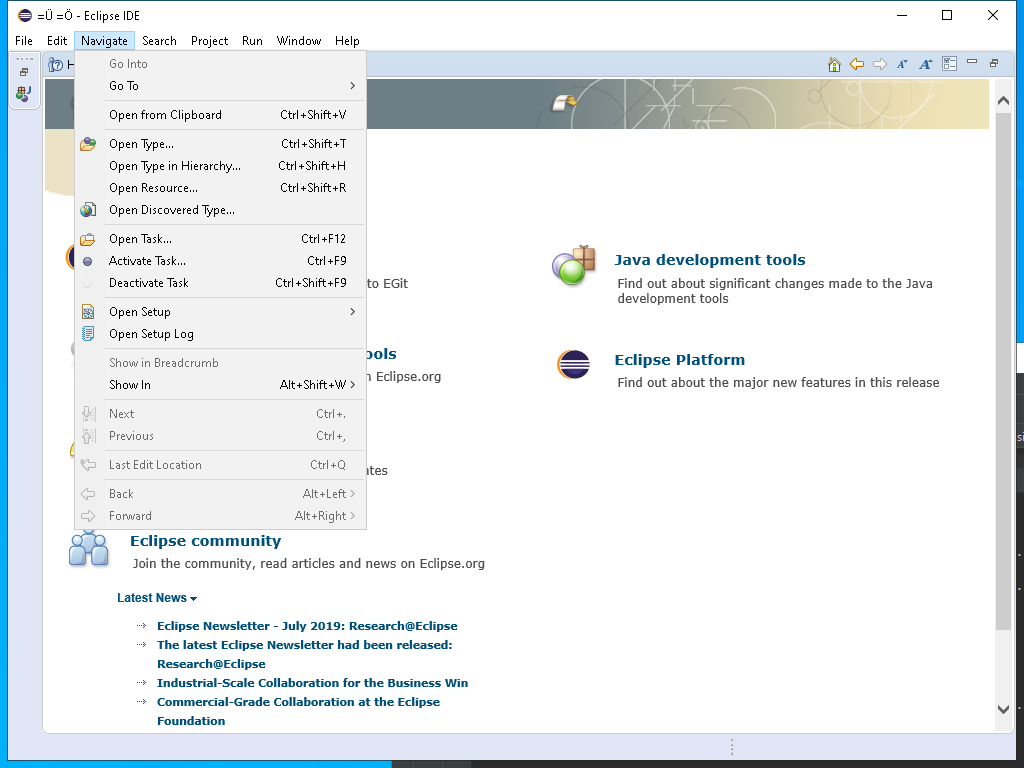 =Ü =Ö - Eclipse IDE
File Edit Navigate Search Project Run Window Help
Go Into
Go To
Open from Clipboard Ctrl+Shift+V
Open Type... Ctrl+Shift+T
Open Type in Hierarchy... Ctrl+Shift+H
Open Resource... Ctrl+Shift+R
Open Discovered Type...
Open Task... Ctrl+F12
Activate Task... Ctrl+F9
Deactivate Task Ctrl+Shift+F9
Open Setup
Open Setup Log
Show in Breadcrumb
Show In Alt+Shift+W
Next Ctrl+.
Previous Ctrl+,
Last Edit Location Ctrl+Q
Back Alt+Left
Forward Alt+Right
to EGit
Java development tools
Find out about significant changes made to the Java
development tools
ools
Eclipse.org
Eclipse Platform
Find out about the major new features in this release
ates
Eclipse community
Join the community, read articles and news on Eclipse.org
Latest News
Eclipse Newsletter - July 2019: Research@Eclipse
The latest Eclipse Newsletter had been released:
Research@Eclipse
Industrial-Scale Collaboration for the Business Win
Commercial-Grade Collaboration at the Eclipse
Foundation